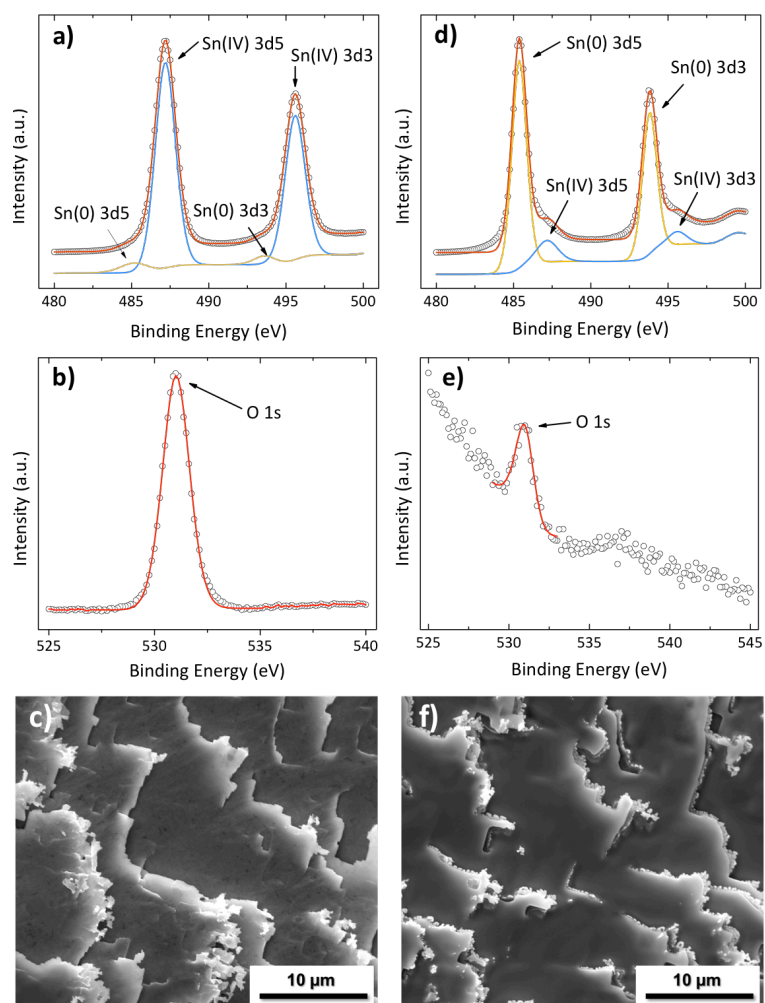 a)
Sn(IV) 3d5
Sn(IV) 3d3
Sn(0) 3d5
Sn(0) 3d3
Intensity (a.u.)
480 485 490 495 500
Binding Energy (eV)
d)
Sn(0) 3d5
Sn(0) 3d3
Sn(IV) 3d5
Sn(IV) 3d3
Intensity (a.u.)
480 485 490 495 500
Binding Energy (eV)
b)
O 1s
Intensity (a.u.)
525 530 535 540
Binding Energy (eV)
e)
O 1s
Intensity (a.u.)
525 530 535 540 545
Binding Energy (eV)
c)
10 μm
f)
10 μm